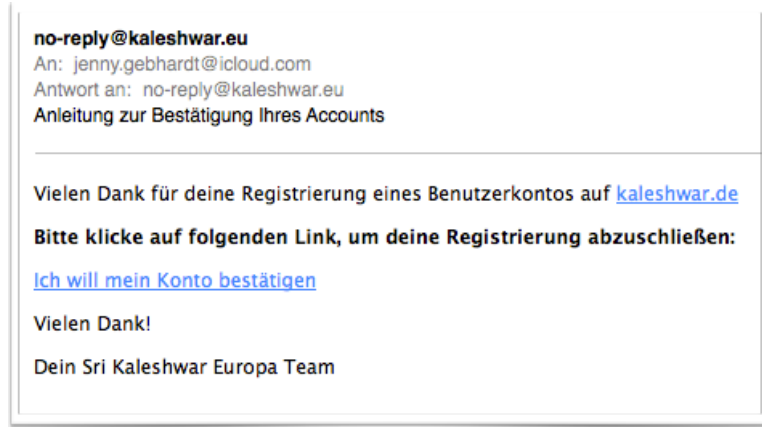 no-reply@kaleshwar.eu
An: jenny.gebhardt@icloud.com
Antwort an: no-reply@kaleshwar.eu
Anleitung zur Bestätigung Ihres Accounts
Vielen Dank für deine Registrierung eines Benutzerkontos auf kaleshwar.de
Bitte klicke auf folgenden Link, um deine Registrierung abzuschließen:
Ich will mein Konto bestätigen
Vielen Dank!
Dein Sri Kaleshwar Europa Team